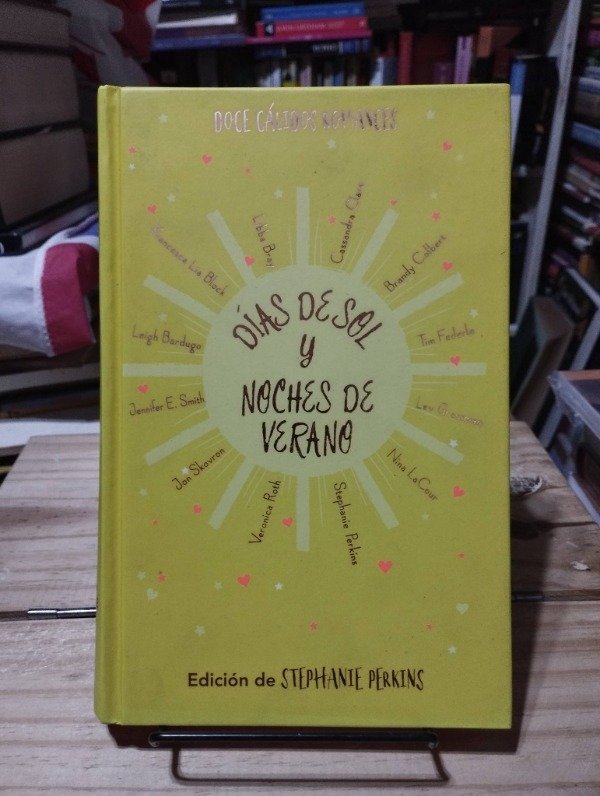 DOCE CÁLIDOS ROMANCES
Francesca Lia Block
Libba Bray
Cassandra Clare
Brandy Colbert
Tim Federle
Lev Grossman
Nina LaCour
Stephanie Perkins
Veronica Roth
Jon Skovron
Jennifer E. Smith
Leigh Bardugo
DÍAS DE SOL
y
NOCHES DE
VERANO
Edición de STEPHANIE PERKINS